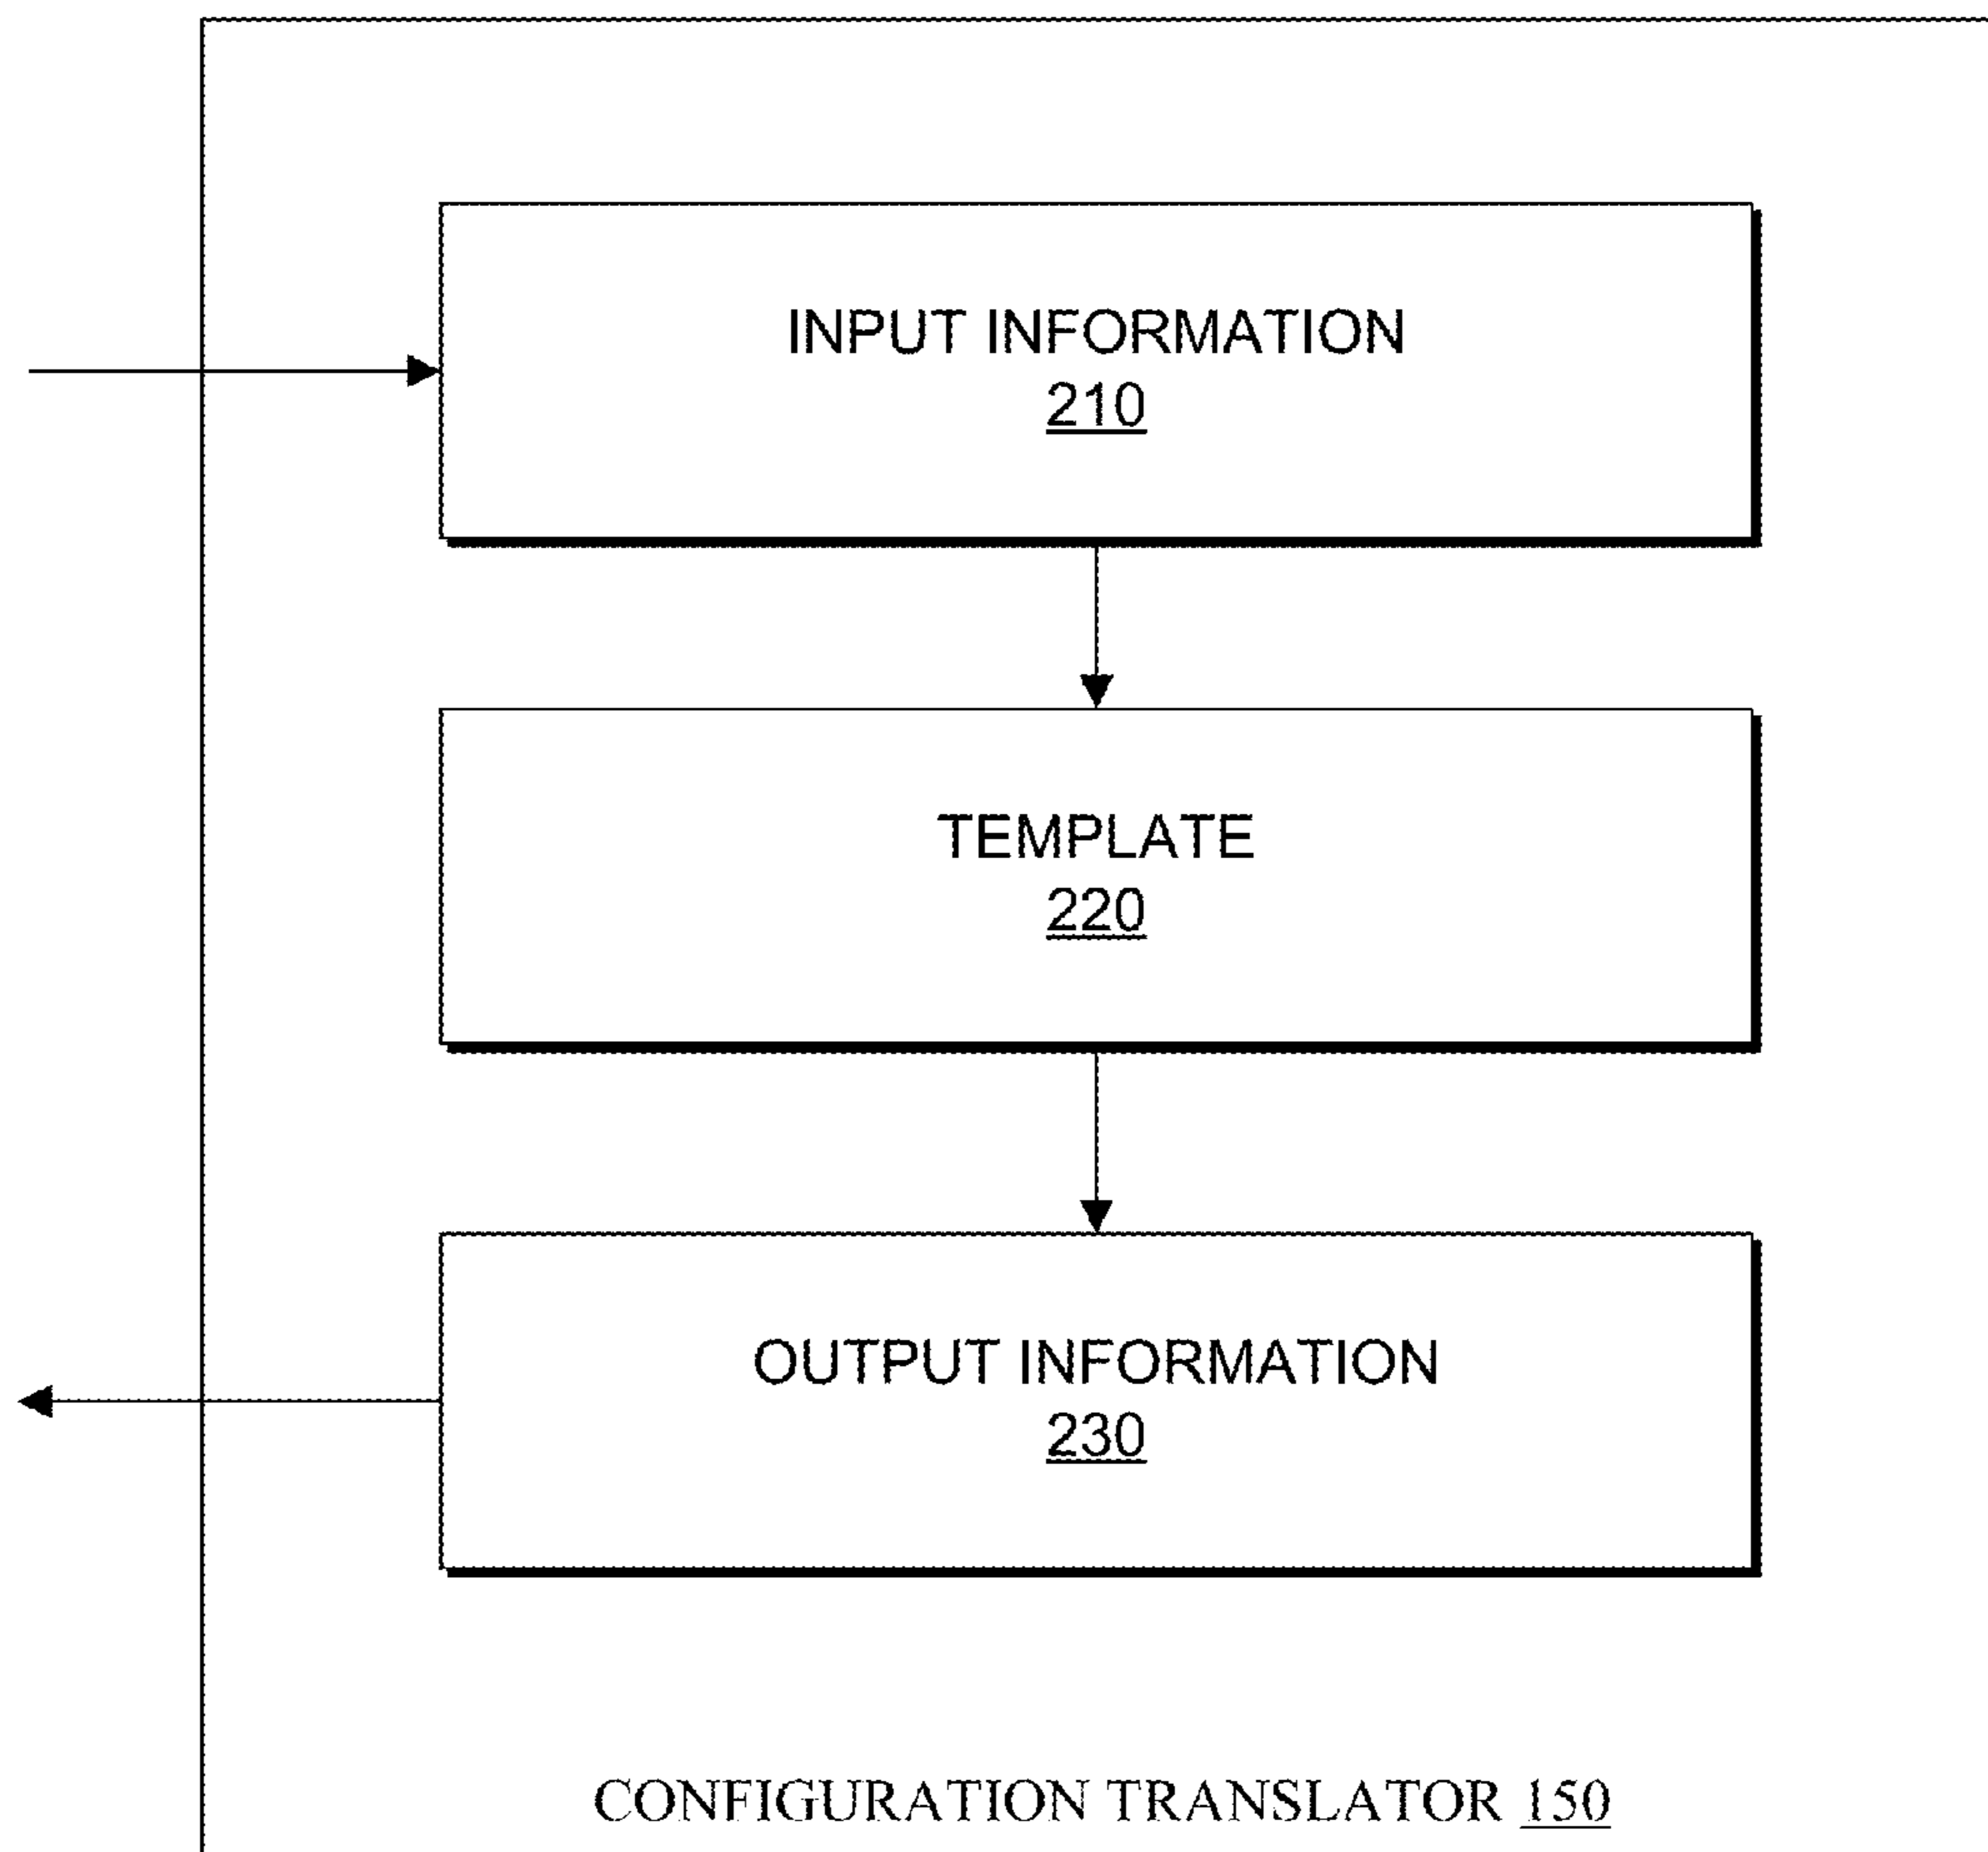 INPUT INFORMATION
210
TEMPLATE
220
OUTPUT INFORMATION
230
CONFIGURATION TRANSLATOR 150